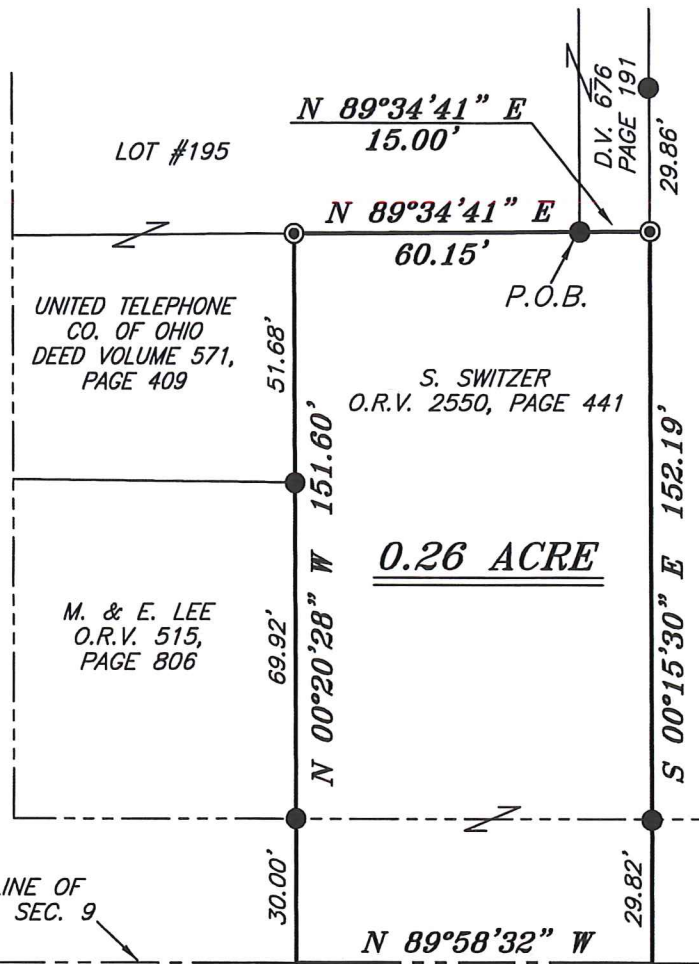 N 89°34'41" E
15.00'
D.V. 676
PAGE 191
29.86'
LOT #195
N 89°34'41" E
60.15'
P.O.B.
UNITED TELEPHONE
CO. OF OHIO
DEED VOLUME 571,
PAGE 409
51.68'
S. SWITZER
O.R.V. 2550, PAGE 441
N 00°20'28" W 151.60'
S 00°15'30" E 152.19'
0.26 ACRE
M. & E. LEE
O.R.V. 515,
PAGE 806
69.92'
30.00'
29.82'
LINE OF
SEC. 9
N 89°58'32" W